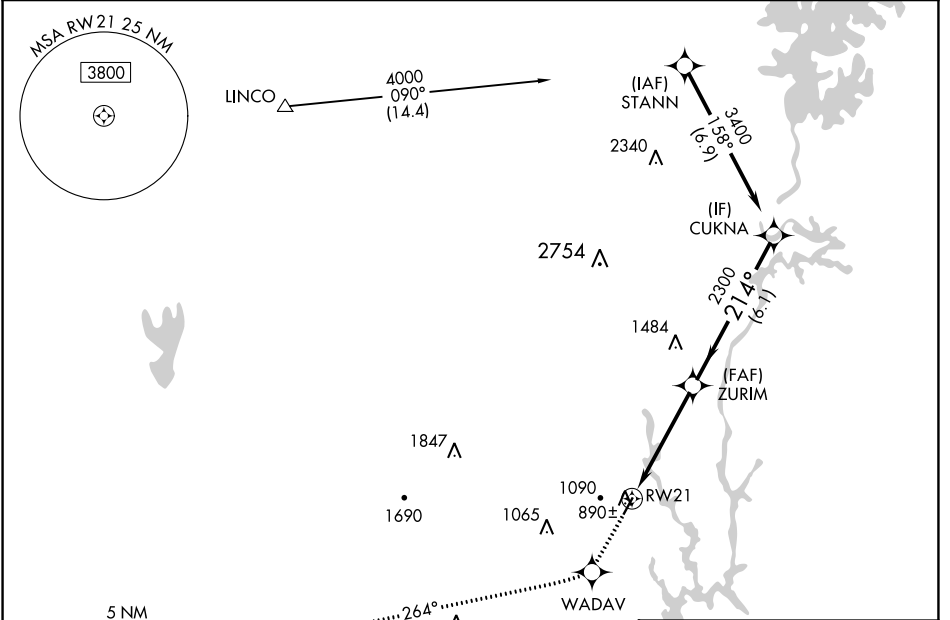 MSA RW21 25 NM
3800
LINCO
4000
090°
(14.4)
(IAF)
STANN
3400
158°
(6.9)
2340
(IF)
CUKNA
2754
2300
214°
(6.1)
1484
(FAF)
ZURIM
1847
1690
1065
1090
890±
RW21
WADAV
264°
5 NM